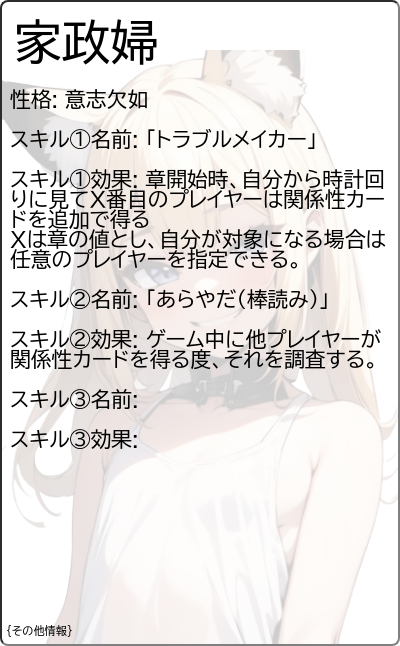 家政婦
性格: 意志欠如
スキル①名前: 「トラブルメイカー」
スキル①効果: 章開始時、自分から時計回
りに見てX番目のプレイヤーは関係性カー
ドを追加で得る
Xは章の値とし、自分が対象になる場合は
任意のプレイヤーを指定できる。
スキル②名前: 「あらやだ(棒読み)」
スキル②効果: ゲーム中に他プレイヤーが
関係性カードを得る度、それを調査する。
スキル③名前:
スキル③効果:
{その他情報}